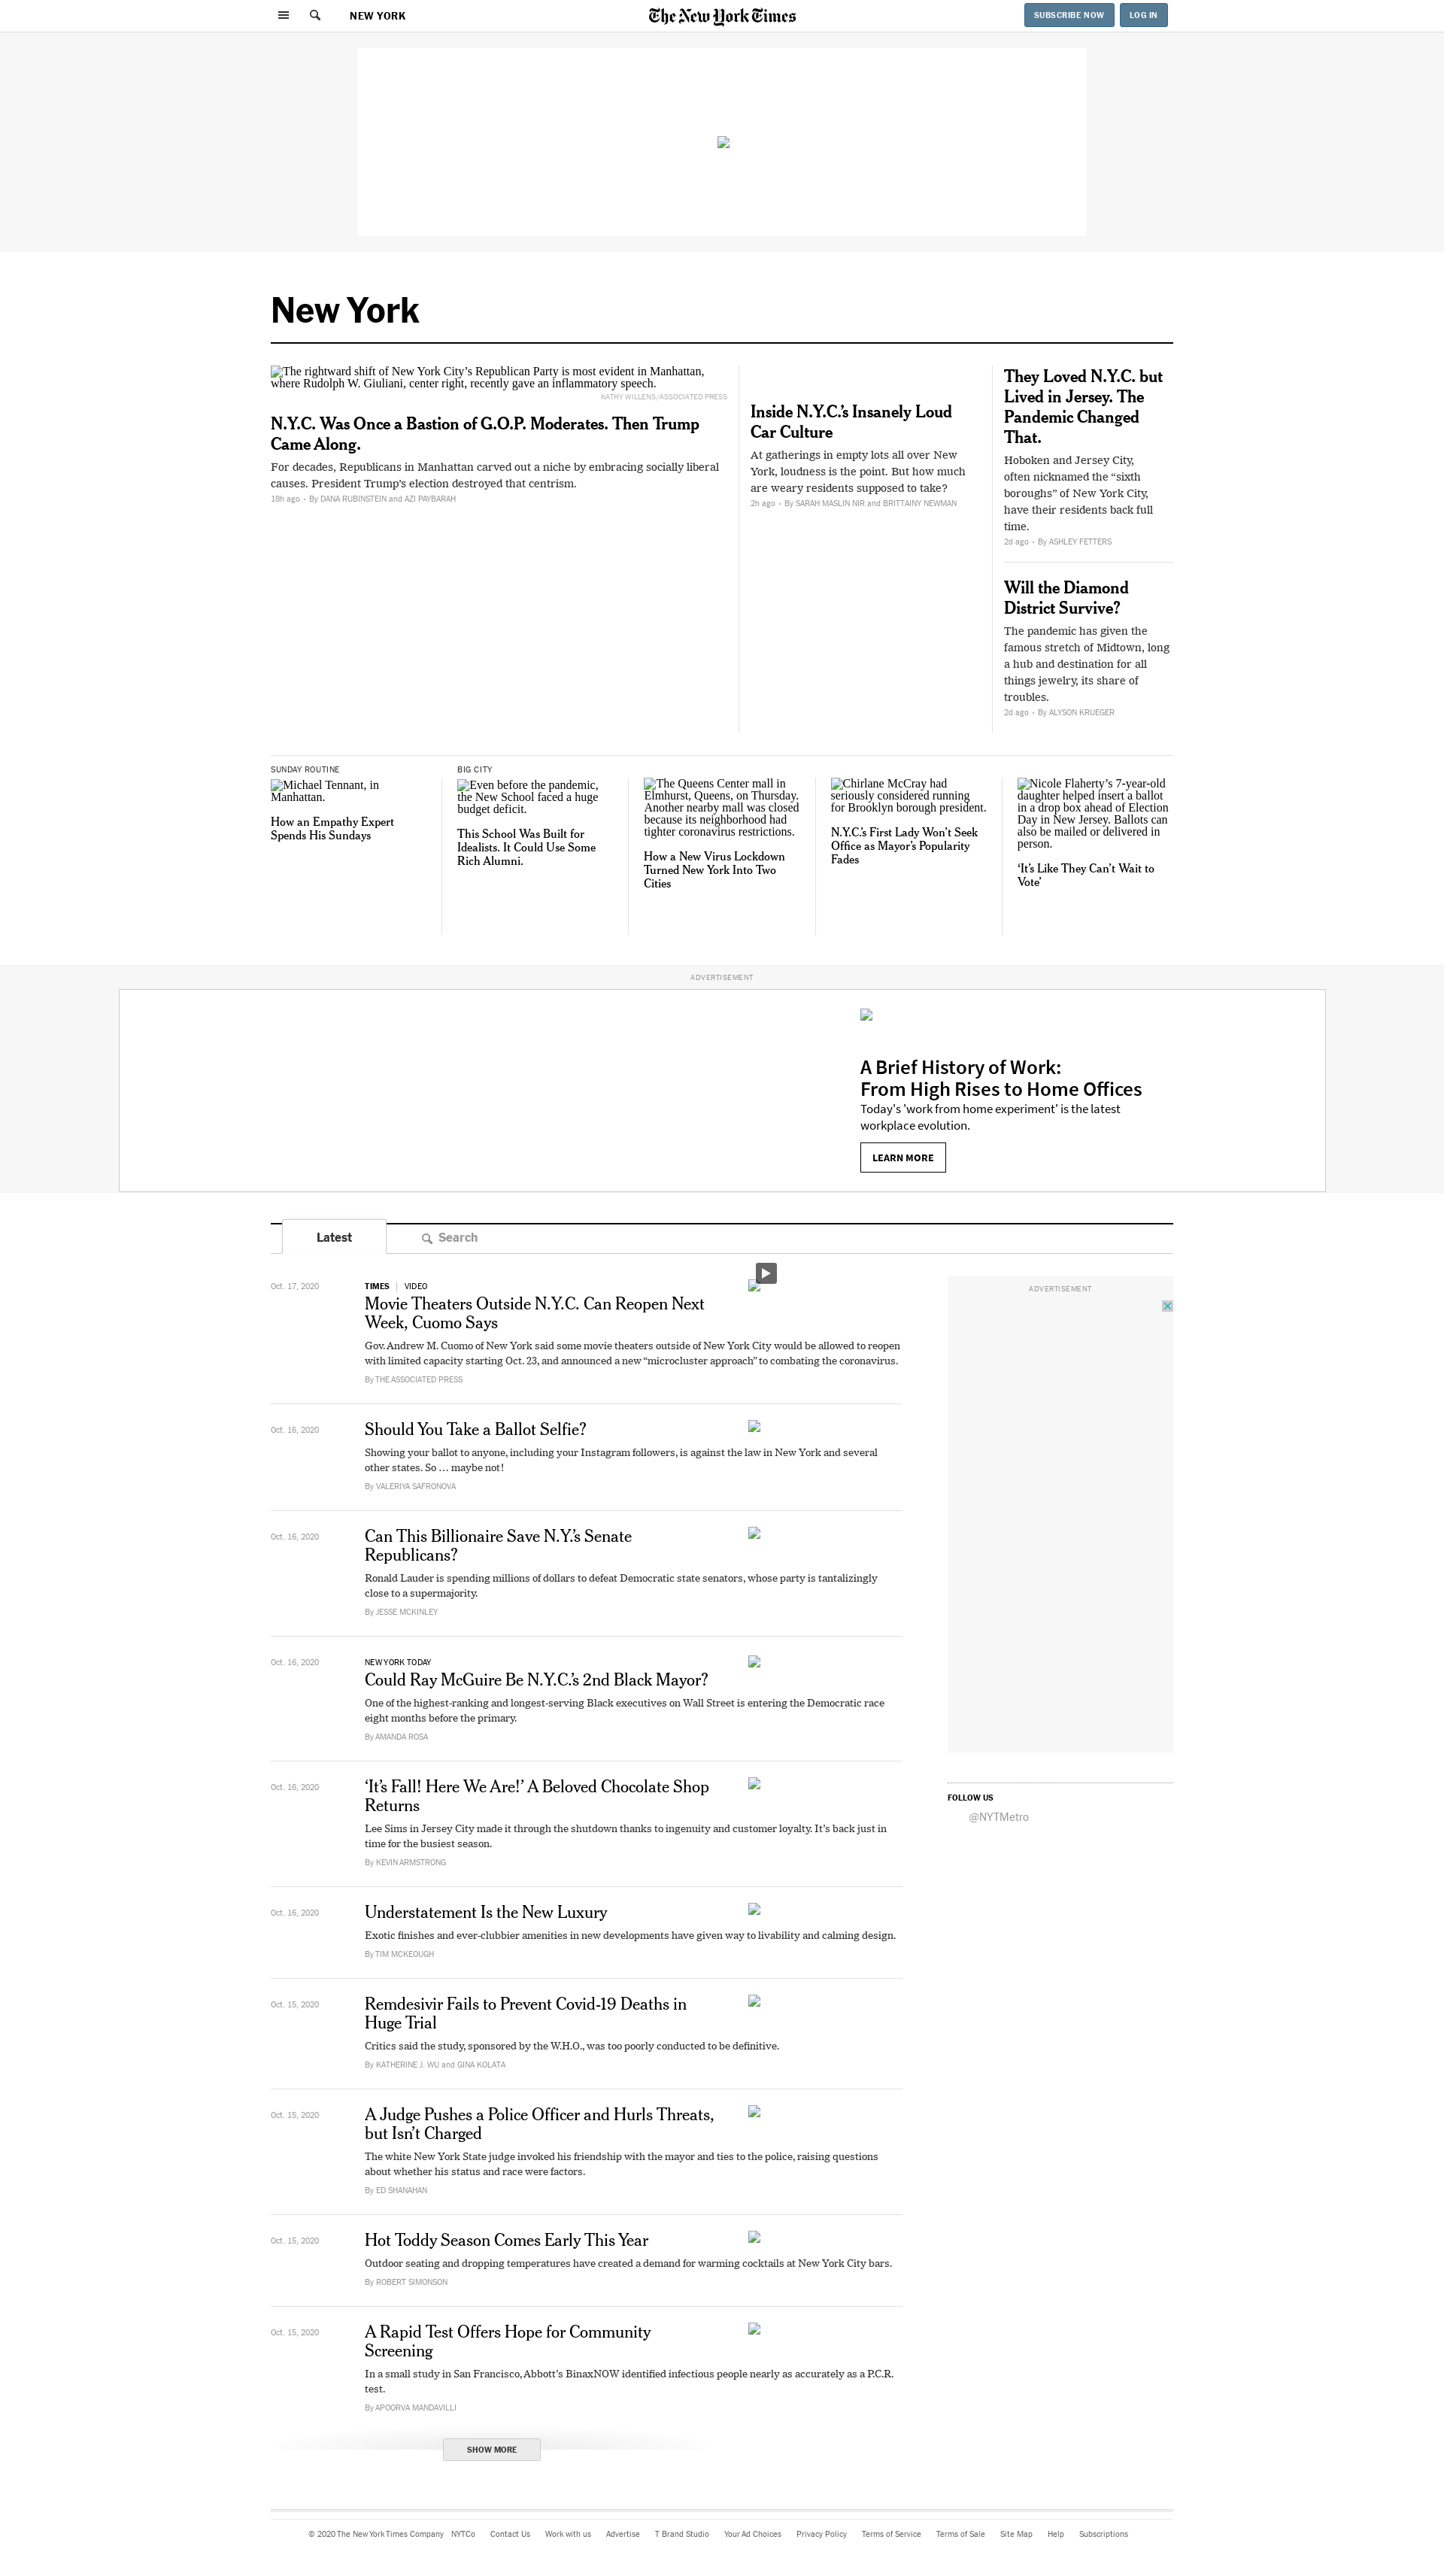 NEW YORK
The New York Times
SUBSCRIBE NOW
LOG IN
New York
The rightward shift of New York City’s Republican Party is most evident in Manhattan,
where Rudolph W. Giuliani, center right, recently gave an inflammatory speech.
KATHY WILLENS/ASSOCIATED PRESS
N.Y.C. Was Once a Bastion of G.O.P. Moderates. Then Trump
Came Along.
For decades, Republicans in Manhattan carved out a niche by embracing socially liberal
causes. President Trump’s election destroyed that centrism.
18h ago • By DANA RUBINSTEIN and AZI PAYBARAH
Inside N.Y.C.’s Insanely Loud
Car Culture
At gatherings in empty lots all over New
York, loudness is the point. But how much
are weary residents supposed to take?
2h ago • By SARAH MASLIN NIR and BRITTAINY NEWMAN
They Loved N.Y.C. but
Lived in Jersey. The
Pandemic Changed
That.
Hoboken and Jersey City,
often nicknamed the “sixth
boroughs” of New York City,
have their residents back full
time.
2d ago • By ASHLEY FETTERS
Will the Diamond
District Survive?
The pandemic has given the
famous stretch of Midtown, long
a hub and destination for all
things jewelry, its share of
troubles.
2d ago • By ALYSON KRUEGER
SUNDAY ROUTINE
Michael Tennant, in
Manhattan.
How an Empathy Expert
Spends His Sundays
BIG CITY
Even before the pandemic,
the New School faced a huge
budget deficit.
This School Was Built for
Idealists. It Could Use Some
Rich Alumni.
The Queens Center mall in
Elmhurst, Queens, on Thursday.
Another nearby mall was closed
because its neighborhood had
tighter coronavirus restrictions.
How a New Virus Lockdown
Turned New York Into Two
Cities
Chirlane McCray had
seriously considered running
for Brooklyn borough president.
N.Y.C.’s First Lady Won’t Seek
Office as Mayor’s Popularity
Fades
Nicole Flaherty’s 7-year-old
daughter helped insert a ballot
in a drop box ahead of Election
Day in New Jersey. Ballots can
also be mailed or delivered in
person.
‘It’s Like They Can’t Wait to
Vote’
ADVERTISEMENT
A Brief History of Work:
From High Rises to Home Offices
Today's 'work from home experiment' is the latest
workplace evolution.
LEARN MORE
Latest
Search
Oct. 17, 2020
TIMES | VIDEO
Movie Theaters Outside N.Y.C. Can Reopen Next
Week, Cuomo Says
Gov. Andrew M. Cuomo of New York said some movie theaters outside of New York City would be allowed to reopen
with limited capacity starting Oct. 23, and announced a new “microcluster approach” to combating the coronavirus.
By THE ASSOCIATED PRESS
ADVERTISEMENT
Oct. 16, 2020
Should You Take a Ballot Selfie?
Showing your ballot to anyone, including your Instagram followers, is against the law in New York and several
other states. So … maybe not!
By VALERIYA SAFRONOVA
Oct. 16, 2020
Can This Billionaire Save N.Y.’s Senate
Republicans?
Ronald Lauder is spending millions of dollars to defeat Democratic state senators, whose party is tantalizingly
close to a supermajority.
By JESSE MCKINLEY
Oct. 16, 2020
NEW YORK TODAY
Could Ray McGuire Be N.Y.C.’s 2nd Black Mayor?
One of the highest-ranking and longest-serving Black executives on Wall Street is entering the Democratic race
eight months before the primary.
By AMANDA ROSA
Oct. 16, 2020
‘It’s Fall! Here We Are!’ A Beloved Chocolate Shop
Returns
Lee Sims in Jersey City made it through the shutdown thanks to ingenuity and customer loyalty. It’s back just in
time for the busiest season.
By KEVIN ARMSTRONG
FOLLOW US
@NYTMetro
Oct. 16, 2020
Understatement Is the New Luxury
Exotic finishes and ever-clubbier amenities in new developments have given way to livability and calming design.
By TIM MCKEOUGH
Oct. 15, 2020
Remdesivir Fails to Prevent Covid-19 Deaths in
Huge Trial
Critics said the study, sponsored by the W.H.O., was too poorly conducted to be definitive.
By KATHERINE J. WU and GINA KOLATA
Oct. 15, 2020
A Judge Pushes a Police Officer and Hurls Threats,
but Isn’t Charged
The white New York State judge invoked his friendship with the mayor and ties to the police, raising questions
about whether his status and race were factors.
By ED SHANAHAN
Oct. 15, 2020
Hot Toddy Season Comes Early This Year
Outdoor seating and dropping temperatures have created a demand for warming cocktails at New York City bars.
By ROBERT SIMONSON
Oct. 15, 2020
A Rapid Test Offers Hope for Community
Screening
In a small study in San Francisco, Abbott’s BinaxNOW identified infectious people nearly as accurately as a P.C.R.
test.
By APOORVA MANDAVILLI
SHOW MORE
© 2020 The New York Times Company NYTCo Contact Us Work with us Advertise T Brand Studio Your Ad Choices Privacy Policy Terms of Service Terms of Sale Site Map Help Subscriptions